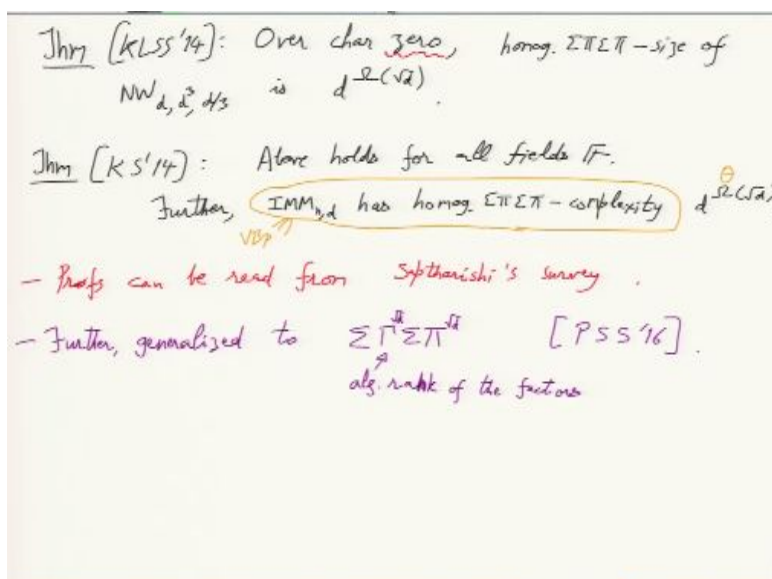 Thm [KLSS'14]: Over char zero, homog. ΣΠΣΠ-size of
NW_{d, d^3, d/3} is d^{Ω(√d)}.
Thm [KS'14]: Above holds for all fields F.
Further, IMM_{n,d} has homog. ΣΠΣΠ-complexity d^{Ω(√d)}
Θ
VBP
- Proofs can be read from Saptharishi's survey.
- Further, generalized to ΣΓ^{√d}ΣΠ^{√d} [PSS'16].
alg. rank of the factors